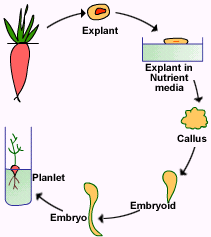 Explant
Explant in
Nutrient
media
Callus
Embryoid
Embryo
Planlet